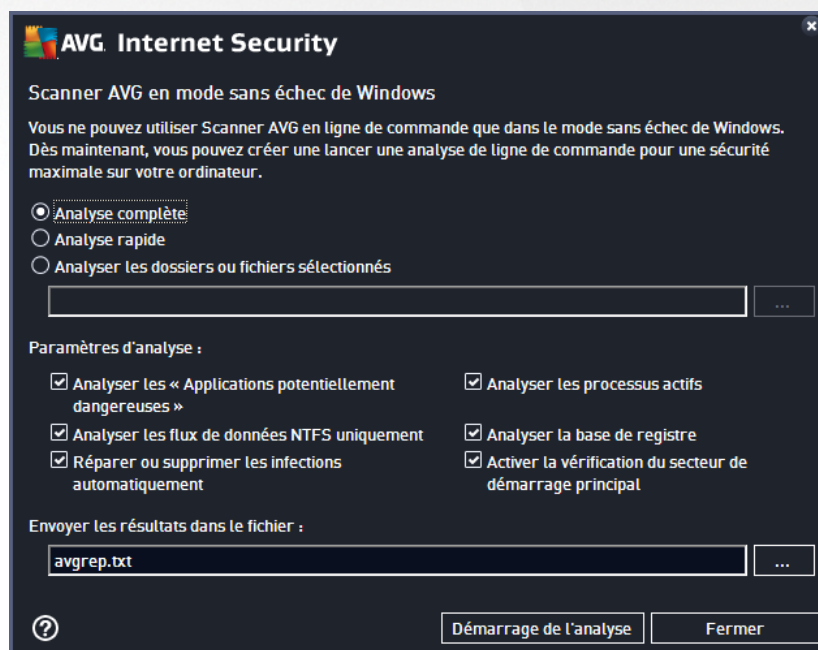 AVG. Internet Security
Scanner AVG en mode sans échec de Windows
Vous ne pouvez utiliser Scanner AVG en ligne de commande que dans le mode sans échec de Windows.
Dès maintenant, vous pouvez créer une lancer une analyse de ligne de commande pour une sécurité
maximale sur votre ordinateur.
Analyse complète
Analyse rapide
Analyser les dossiers ou fichiers sélectionnés
...
Paramètres d'analyse :
Analyser les « Applications potentiellement
dangereuses »
Analyser les processus actifs
Analyser les flux de données NTFS uniquement
Analyser la base de registre
Réparer ou supprimer les infections
automatiquement
Activer la vérification du secteur de
démarrage principal
Envoyer les résultats dans le fichier :
avgrep.txt
...
?
Démarrage de l'analyse
Fermer